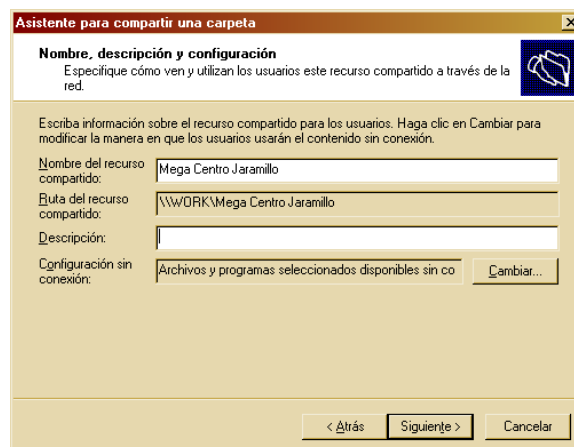 Asistente para compartir una carpeta
Nombre, descripción y configuración
Especifique cómo ven y utilizan los usuarios este recurso compartido a través de la
red.
Escriba información sobre el recurso compartido para los usuarios. Haga clic en Cambiar para
modificar la manera en que los usuarios usarán el contenido sin conexión.
Nombre del recurso
compartido:
Mega Centro Jaramillo
Ruta del recurso
compartido:
\\WORK\Mega Centro Jaramillo
Descripción:
Configuración sin
conexión:
Archivos y programas seleccionados disponibles sin co
Cambiar...
< Atrás
Siguiente >
Cancelar